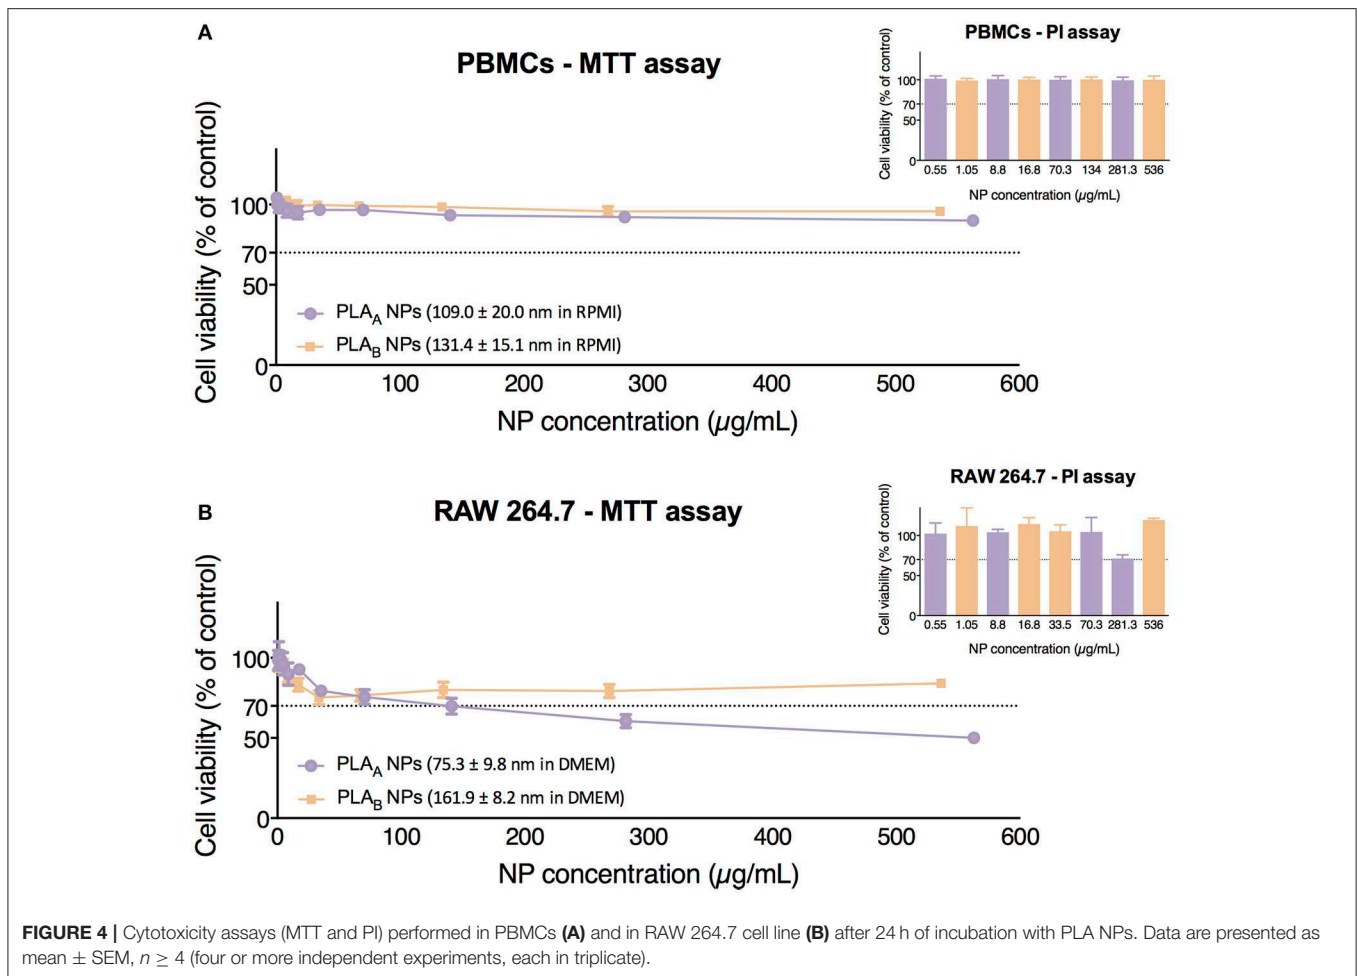 A
PBMCs - MTT assay
Cell viability (% of control)
100
70
50
0
PLAA NPs (109.0 ± 20.0 nm in RPMI)
PLAB NPs (131.4 ± 15.1 nm in RPMI)
0 100 200 300 400 500 600
NP concentration (µg/mL)
PBMCs - PI assay
Cell viability (% of control)
100
70
50
0
0.55 1.05 8.8 16.8 70.3 134 281.3 536
NP concentration (µg/mL)
B
RAW 264.7 - MTT assay
Cell viability (% of control)
100
70
50
0
PLAA NPs (75.3 ± 9.8 nm in DMEM)
PLAB NPs (161.9 ± 8.2 nm in DMEM)
0 100 200 300 400 500 600
NP concentration (µg/mL)
RAW 264.7 - PI assay
Cell viability (% of control)
100
70
50
0
0.55 1.05 8.8 16.8 33.5 70.3 281.3 536
NP concentration (µg/mL)
FIGURE 4 | Cytotoxicity assays (MTT and PI) performed in PBMCs (A) and in RAW 264.7 cell line (B) after 24 h of incubation with PLA NPs. Data are presented as
mean ± SEM, n ≥ 4 (four or more independent experiments, each in triplicate).